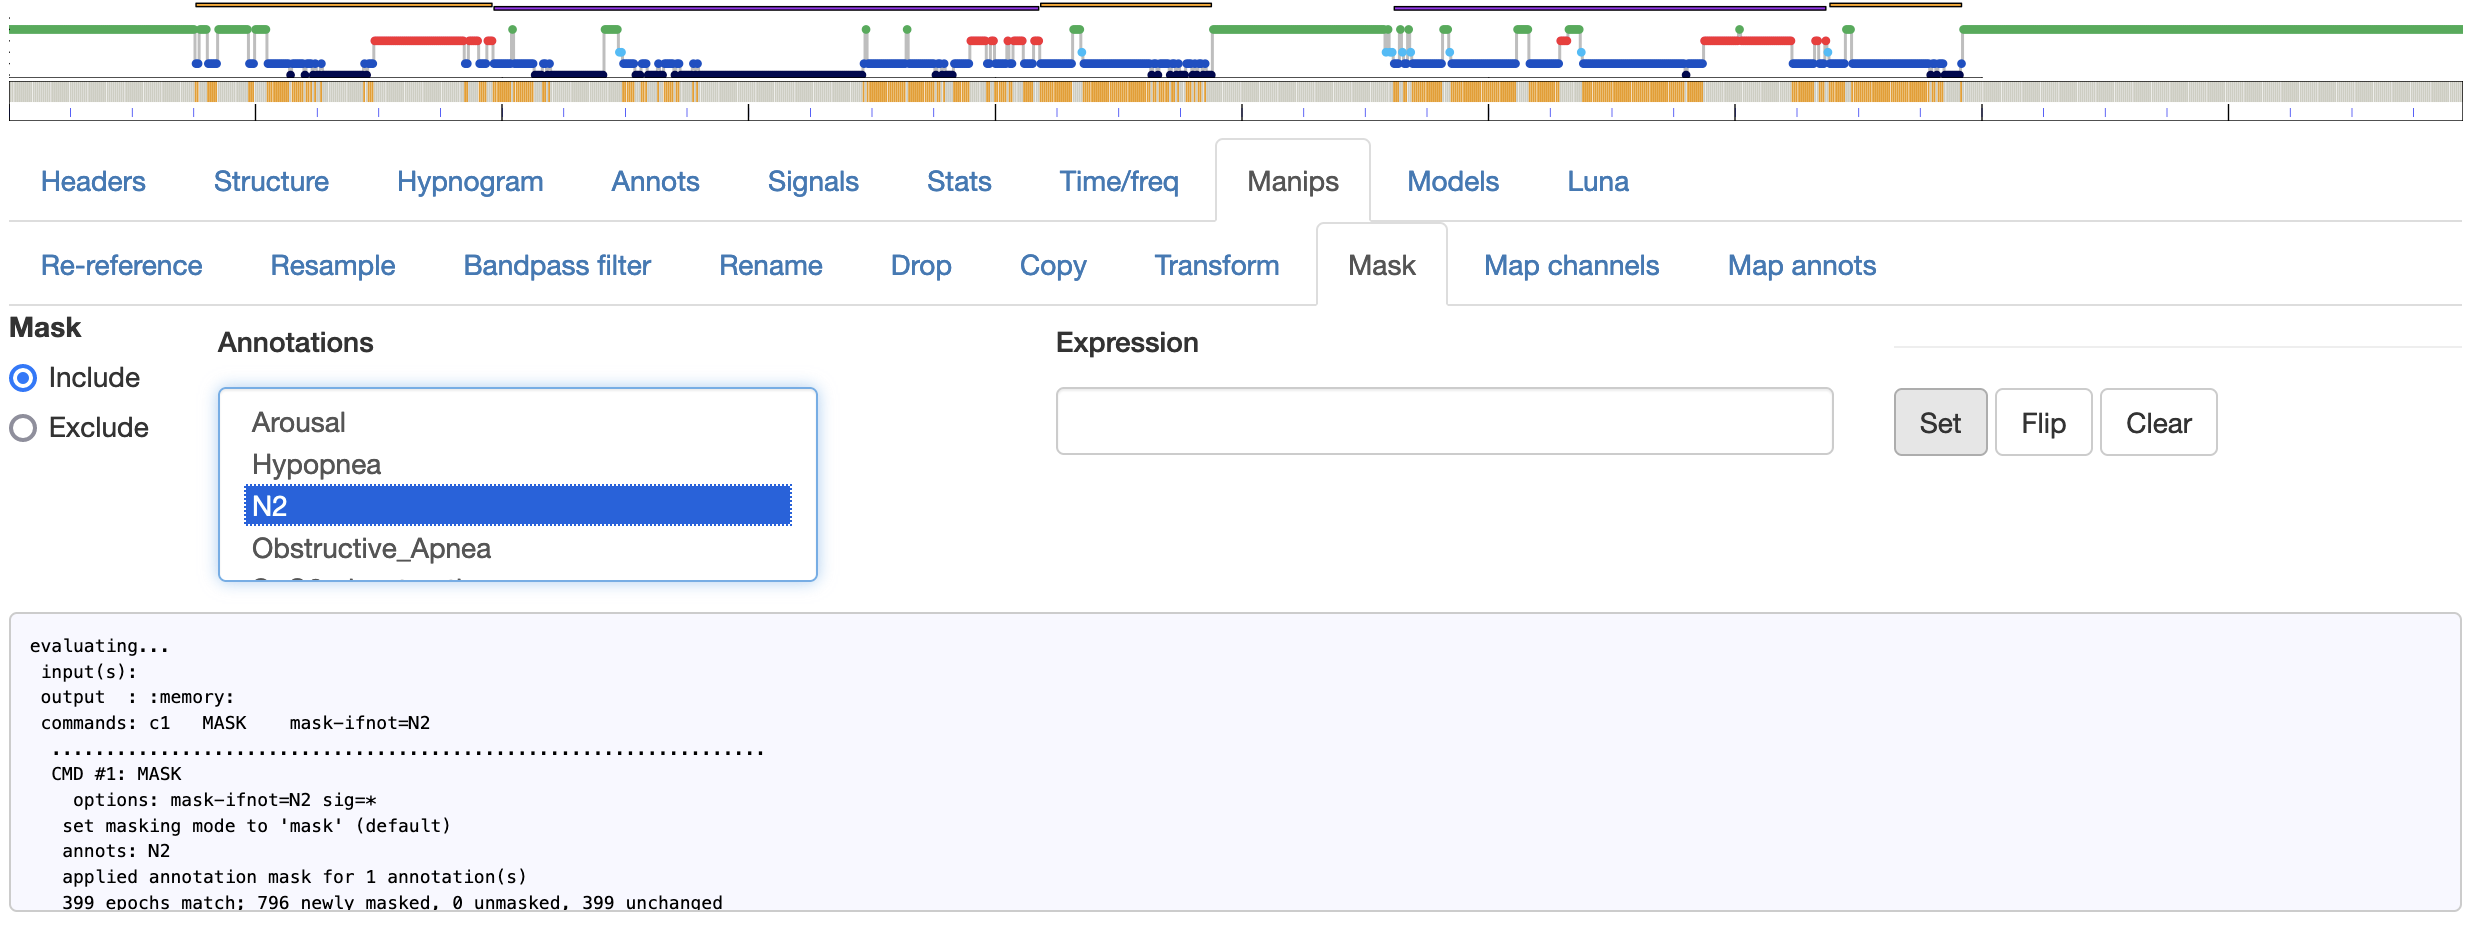 Headers Structure Hypnogram Annots Signals Stats Time/freq Manips Models Luna
Re-reference Resample Bandpass filter Rename Drop Copy Transform Mask Map channels Map annots
Mask
Include
Exclude
Annotations
Arousal
Hypopnea
N2
Obstructive_Apnea
Expression
Set Flip Clear
evaluating...
input(s):
output : :memory:
commands: c1 MASK mask-ifnot=N2
..................................................................
CMD #1: MASK
options: mask-ifnot=N2 sig=*
set masking mode to 'mask' (default)
annots: N2
applied annotation mask for 1 annotation(s)
399 epochs match; 796 newly masked, 0 unmasked, 399 unchanged